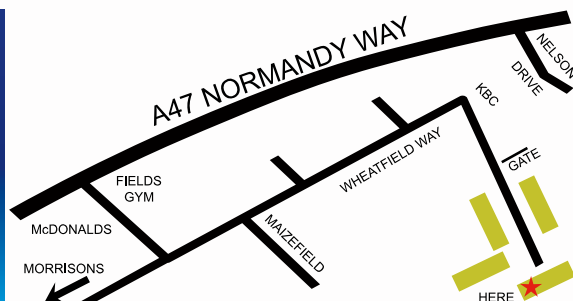 A47 NORMANDY WAY
NELSON
DRIVE
KBC
FIELDS
GYM
WHEATFIELD WAY
GATE
McDONALDS
MAIZEFIELD
MORRISONS
HERE